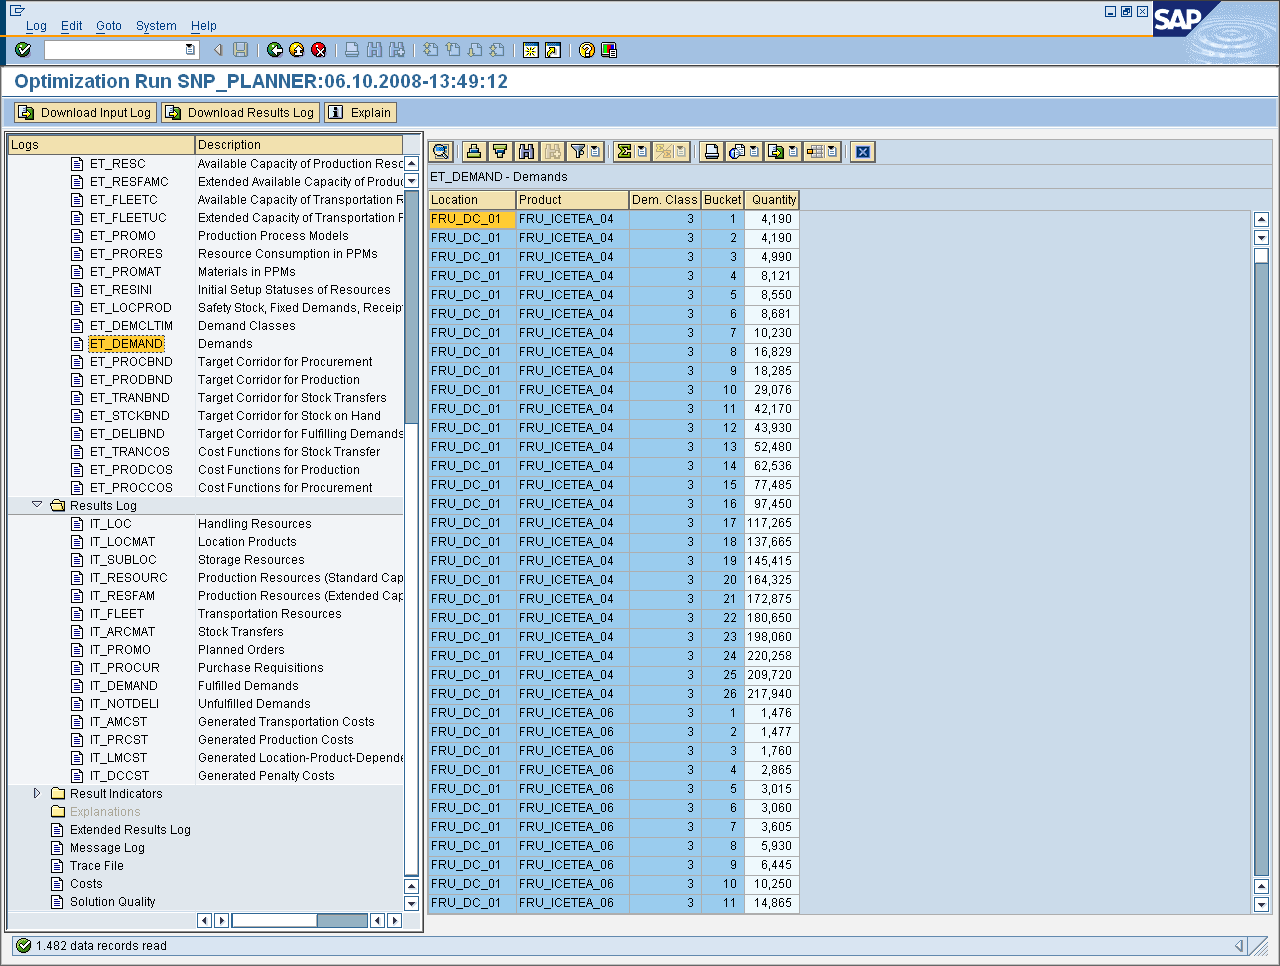 Log Edit Goto System Help
SAP
Optimization Run SNP_PLANNER:06.10.2008-13:49:12
Download Input Log Download Results Log Explain
Logs Description
ET_RESC Available Capacity of Production Resc
ET_RESFAMC Extended Available Capacity of Produc
ET_FLEETC Available Capacity of Transportation R
ET_FLEETUC Extended Capacity of Transportation F
ET_PROMO Production Process Models
ET_PRORES Resource Consumption in PPMs
ET_PROMAT Materials in PPMs
ET_RESINI Initial Setup Statuses of Resources
ET_LOCPROD Safety Stock, Fixed Demands, Receip
ET_DEMCLTIM Demand Classes
ET_DEMAND Demands
ET_PROCBND Target Corridor for Procurement
ET_PRODBND Target Corridor for Production
ET_TRANBND Target Corridor for Stock Transfers
ET_STCKBND Target Corridor for Stock on Hand
ET_DELIBND Target Corridor for Fulfilling Demands
ET_TRANCOS Cost Functions for Stock Transfer
ET_PRODCOS Cost Functions for Production
ET_PROCCOS Cost Functions for Procurement
Results Log
IT_LOC Handling Resources
IT_LOCMAT Location Products
IT_SUBLOC Storage Resources
IT_RESOURC Production Resources (Standard Cap
IT_RESFAM Production Resources (Extended Cap
IT_FLEET Transportation Resources
IT_ARCMAT Stock Transfers
IT_PROMO Planned Orders
IT_PROCUR Purchase Requisitions
IT_DEMAND Fulfilled Demands
IT_NOTDELI Unfulfilled Demands
IT_AMCST Generated Transportation Costs
IT_PRCST Generated Production Costs
IT_LMCST Generated Location-Product-Depende
IT_DCCST Generated Penalty Costs
Result Indicators
Explanations
Extended Results Log
Message Log
Trace File
Costs
Solution Quality
ET_DEMAND - Demands
Location Product Dem. Class Bucket Quantity
FRU_DC_01 FRU_ICETEA_04 3 1 4,190
FRU_DC_01 FRU_ICETEA_04 3 2 4,190
FRU_DC_01 FRU_ICETEA_04 3 3 4,990
FRU_DC_01 FRU_ICETEA_04 3 4 8,121
FRU_DC_01 FRU_ICETEA_04 3 5 8,550
FRU_DC_01 FRU_ICETEA_04 3 6 8,681
FRU_DC_01 FRU_ICETEA_04 3 7 10,230
FRU_DC_01 FRU_ICETEA_04 3 8 16,829
FRU_DC_01 FRU_ICETEA_04 3 9 18,285
FRU_DC_01 FRU_ICETEA_04 3 10 29,076
FRU_DC_01 FRU_ICETEA_04 3 11 42,170
FRU_DC_01 FRU_ICETEA_04 3 12 43,930
FRU_DC_01 FRU_ICETEA_04 3 13 52,480
FRU_DC_01 FRU_ICETEA_04 3 14 62,536
FRU_DC_01 FRU_ICETEA_04 3 15 77,485
FRU_DC_01 FRU_ICETEA_04 3 16 97,450
FRU_DC_01 FRU_ICETEA_04 3 17 117,265
FRU_DC_01 FRU_ICETEA_04 3 18 137,665
FRU_DC_01 FRU_ICETEA_04 3 19 145,415
FRU_DC_01 FRU_ICETEA_04 3 20 164,325
FRU_DC_01 FRU_ICETEA_04 3 21 172,875
FRU_DC_01 FRU_ICETEA_04 3 22 180,650
FRU_DC_01 FRU_ICETEA_04 3 23 198,060
FRU_DC_01 FRU_ICETEA_04 3 24 220,258
FRU_DC_01 FRU_ICETEA_04 3 25 209,720
FRU_DC_01 FRU_ICETEA_04 3 26 217,940
FRU_DC_01 FRU_ICETEA_06 3 1 1,476
FRU_DC_01 FRU_ICETEA_06 3 2 1,477
FRU_DC_01 FRU_ICETEA_06 3 3 1,760
FRU_DC_01 FRU_ICETEA_06 3 4 2,865
FRU_DC_01 FRU_ICETEA_06 3 5 3,015
FRU_DC_01 FRU_ICETEA_06 3 6 3,060
FRU_DC_01 FRU_ICETEA_06 3 7 3,605
FRU_DC_01 FRU_ICETEA_06 3 8 5,930
FRU_DC_01 FRU_ICETEA_06 3 9 6,445
FRU_DC_01 FRU_ICETEA_06 3 10 10,250
FRU_DC_01 FRU_ICETEA_06 3 11 14,865
1.482 data records read